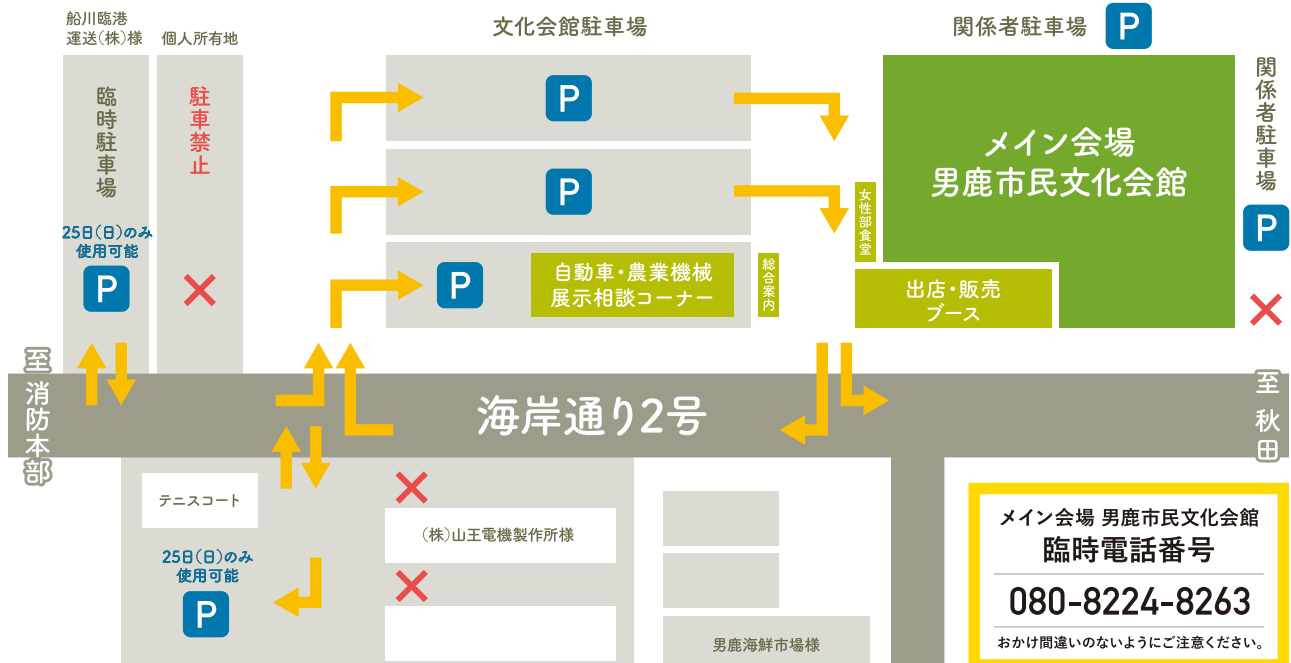 船川臨港
運送(株)様
個人所有地
文化会館駐車場
関係者駐車場
P
臨時駐車場
駐車禁止
25日(日)のみ
使用可能
P
P
P
P
自動車・農業機械
展示相談コーナー
総合案内
メイン会場
男鹿市民文化会館
女性部食堂
出店・販売
ブース
関係者駐車場
P
至 消防本部
海岸通り2号
至 秋田
テニスコート
25日(日)のみ
使用可能
P
(株)山王電機製作所様
男鹿海鮮市場様
メイン会場 男鹿市民文化会館
臨時電話番号
080-8224-8263
おかけ間違いのないようにご注意ください。